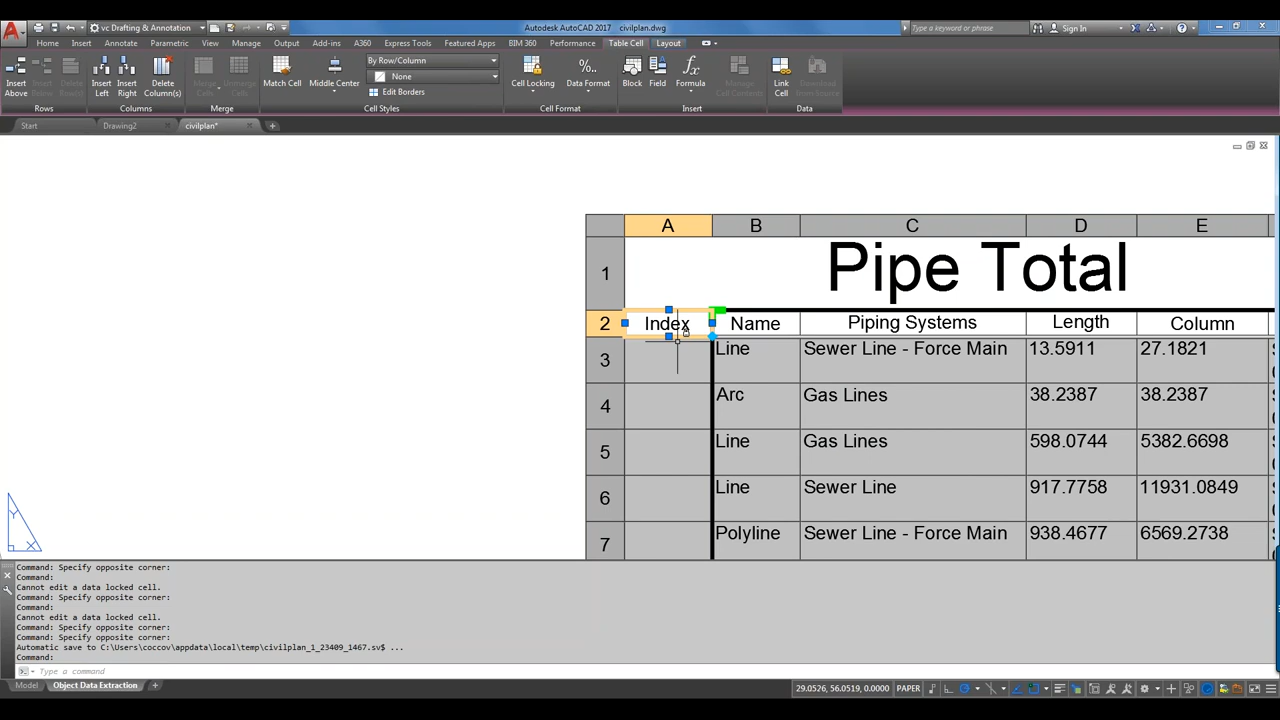 vc Drafting & Annotation
Autodesk AutoCAD 2017 civilplan.dwg
Type a keyword or phrase
Sign In
Home Insert Annotate Parametric View Manage Output Add-ins A360 Express Tools Featured Apps BIM 360 Performance Table Cell Layout
By Row/Column
None
Edit Borders
Insert Above
Insert Below
Delete Row(s)
Insert Left
Insert Right
Delete Column(s)
Merge Cells
Unmerge Cells
Match Cell
Middle Center
Cell Locking
Data Format
Block
Field
Formula
Manage Cell Contents
Link Cell
Download from Source
Rows Columns Merge Cell Styles Cell Format Insert Data
Start Drawing2 civilplan*
A B C D E
1 Pipe Total
2 Index Name Piping Systems Length Column
3 Line Sewer Line - Force Main 13.5911 27.1821
4 Arc Gas Lines 38.2387 38.2387
5 Line Gas Lines 598.0744 5382.6698
6 Line Sewer Line 917.7758 11931.0849
7 Polyline Sewer Line - Force Main 938.4677 6569.2738
Y
X
Command: Specify opposite corner:
Command:
Cannot edit a data locked cell.
Command: Specify opposite corner:
Command:
Cannot edit a data locked cell.
Command: Specify opposite corner:
Command: Specify opposite corner:
Automatic save to C:\Users\coccov\appdata\local\temp\civilplan_1_23409_1467.sv$ ...
Command:
Type a command
Model Object Data Extraction
29.0526, 56.0519, 0.0000 PAPER